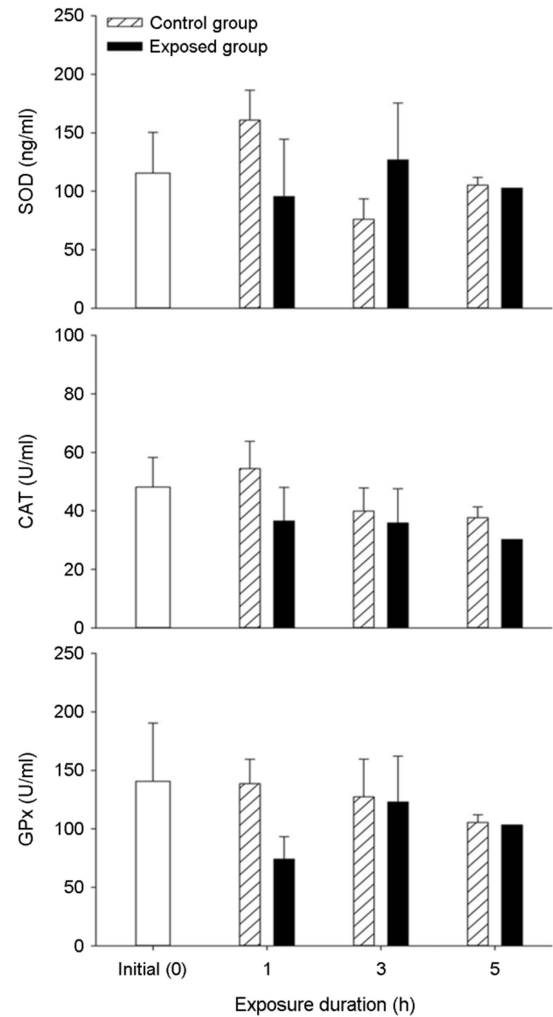 Control group
Exposed group
250
200
150
100
50
0
SOD (ng/ml)
100
80
60
40
20
0
CAT (U/ml)
250
200
150
100
50
0
GPx (U/ml)
Initial (0) 1 3 5
Exposure duration (h)